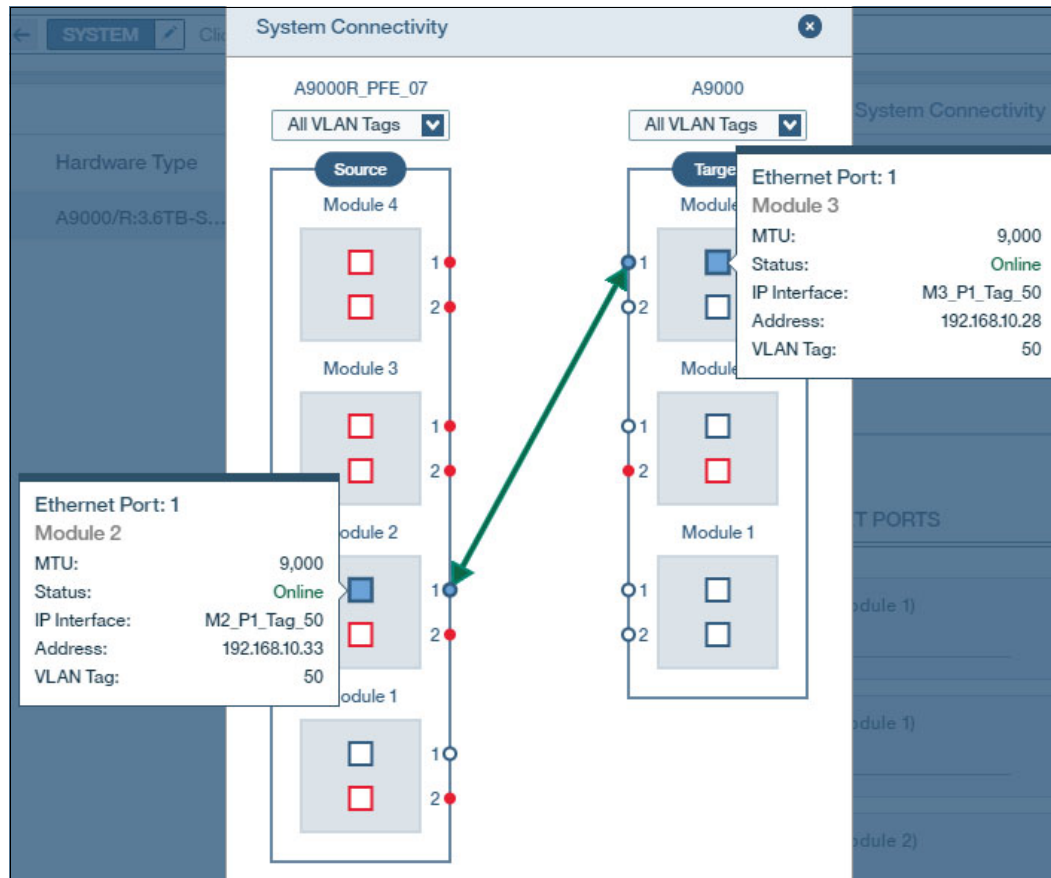 SYSTEM
System Connectivity
A9000R_PFE_07
A9000
All VLAN Tags
All VLAN Tags
System Connectivity
Hardware Type
A9000/R:3.6TB-S...
Source
Module 4
1
2
Module 3
1
2
1
2
1
2
1
2
1
2
Module 1
1
2
Ethernet Port: 1
Module 3
MTU: 9,000
Status: Online
IP Interface: M3_P1_Tag_50
Address: 192.168.10.28
VLAN Tag: 50
Ethernet Port: 1
Module 2
MTU: 9,000
Status: Online
IP Interface: M2_P1_Tag_50
Address: 192.168.10.33
VLAN Tag: 50